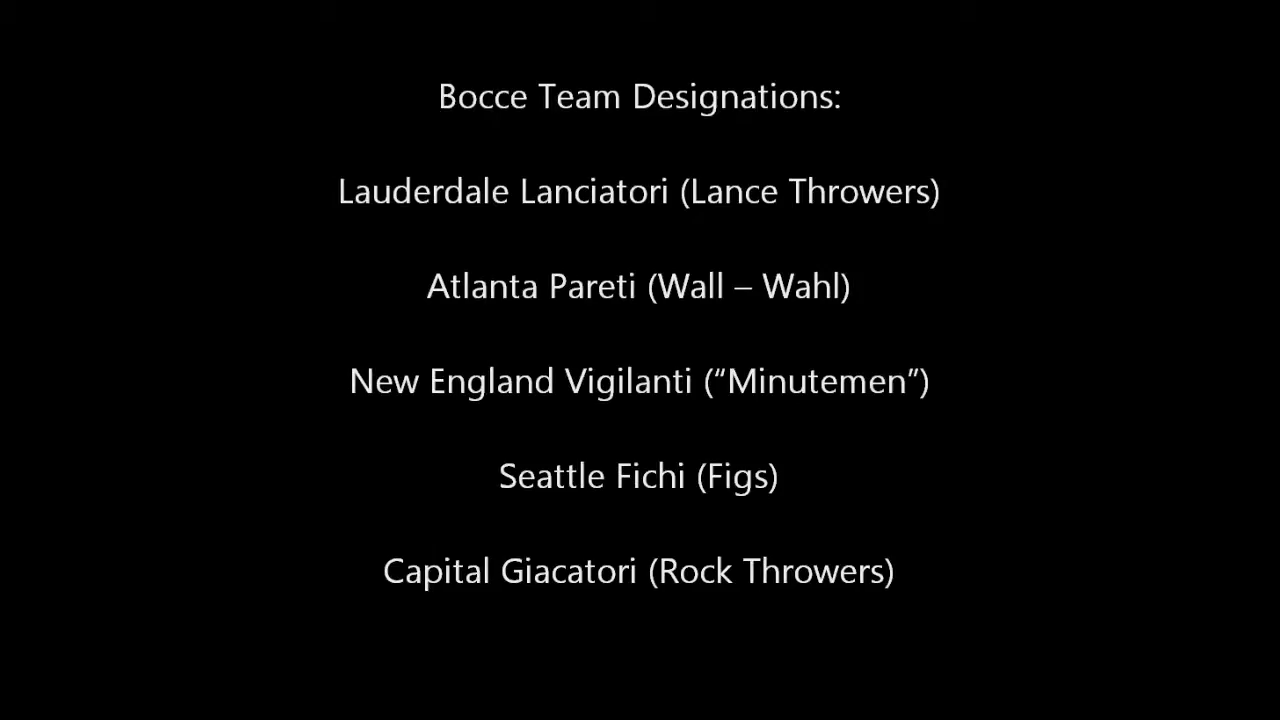 Bocce Team Designations:
Lauderdale Lanciatori (Lance Throwers)
Atlanta Pareti (Wall – Wahl)
New England Vigilanti (“Minutemen”)
Seattle Fichi (Figs)
Capital Giacatori (Rock Throwers)